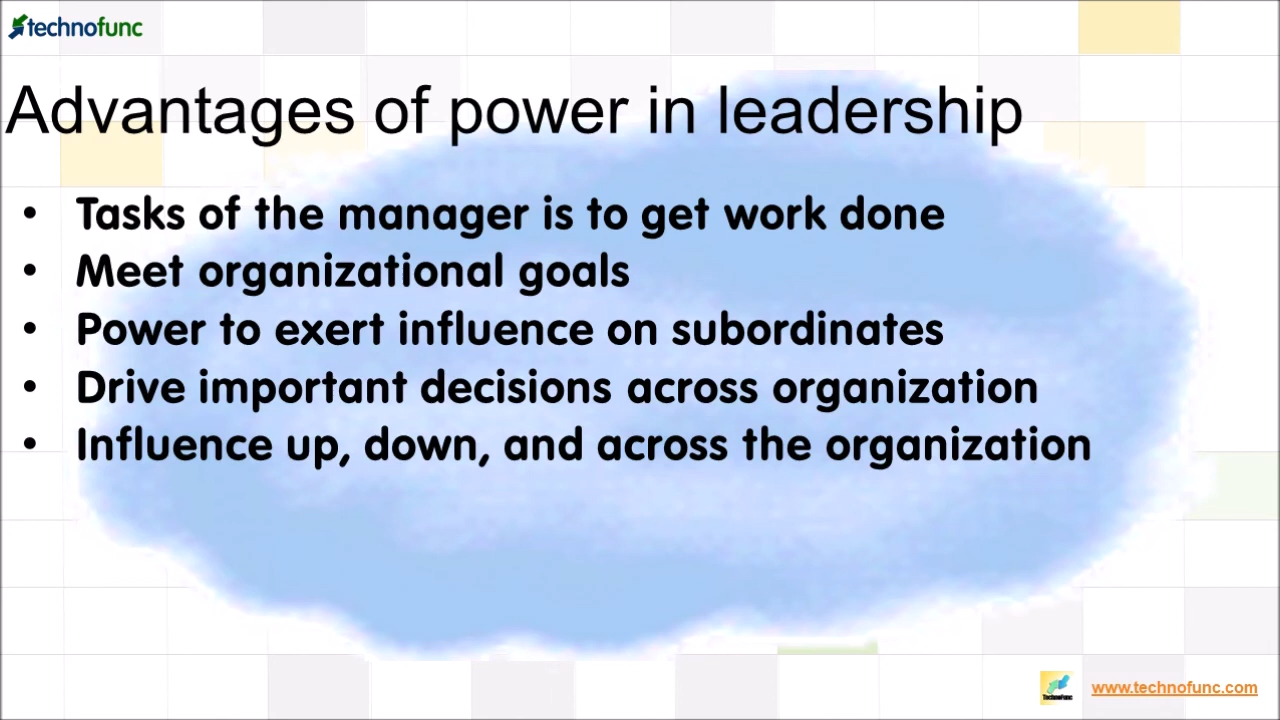 technofunc
Advantages of power in leadership
• Tasks of the manager is to get work done
• Meet organizational goals
• Power to exert influence on subordinates
• Drive important decisions across organization
• Influence up, down, and across the organization
TechnoFunc
www.technofunc.com